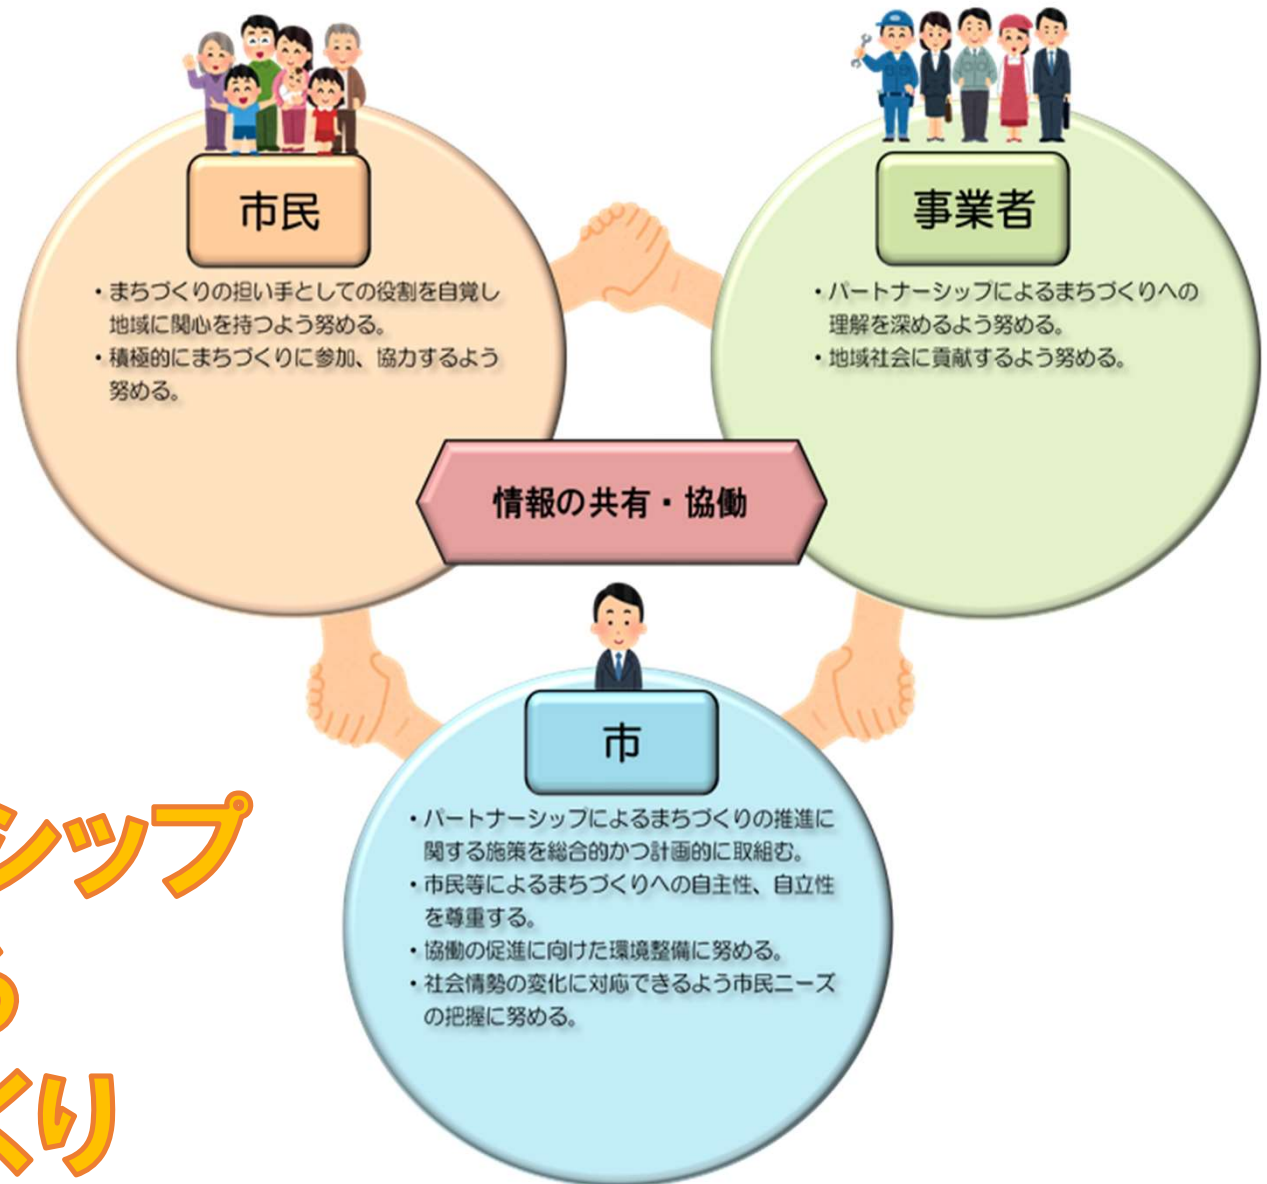 市民
・まちづくりの担い手としての役割を自覚し
地域に関心を持つよう努める。
・積極的にまちづくりに参加、協力するよう
努める。
事業者
・パートナーシップによるまちづくりへの
理解を深めるよう努める。
・地域社会に貢献するよう努める。
情報の共有・協働
市
・パートナーシップによるまちづくりの推進に
関する施策を総合的かつ計画的に取組む。
・市民等によるまちづくりへの自主性、自立性
を尊重する。
・協働の促進に向けた環境整備に努める。
・社会情勢の変化に対応できるよう市民ニーズ
の把握に努める。
シップ
る
くり